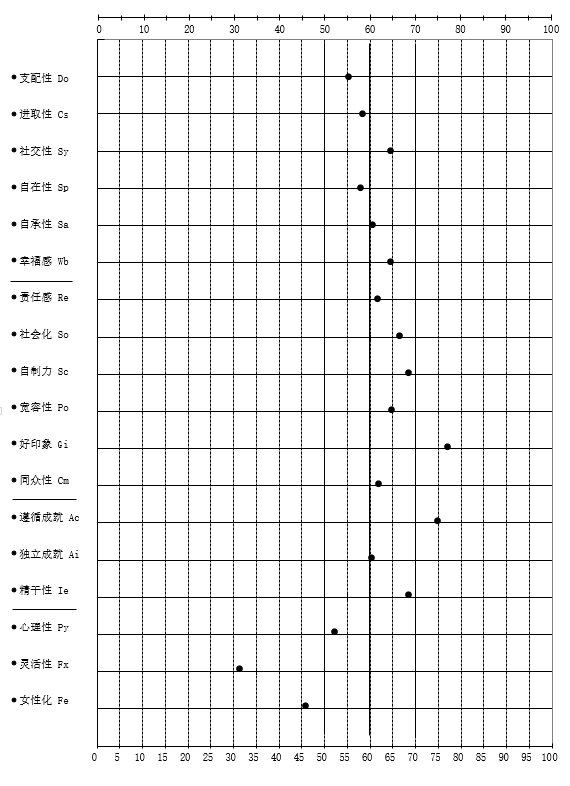 0 10 20 30 40 50 60 70 80 90 100
支配性 Do
进取性 Cs
社交性 Sy
自在性 Sp
自承性 Sa
幸福感 Wb
责任感 Re
社会化 So
自制力 Sc
宽容性 Po
好印象 Gi
同众性 Cm
遵循成就 Ac
独立成就 Ai
精干性 Ie
心理性 Py
灵活性 Fx
女性化 Fe
0 5 10 15 20 25 30 35 40 45 50 55 60 65 70 75 80 85 90 95 100